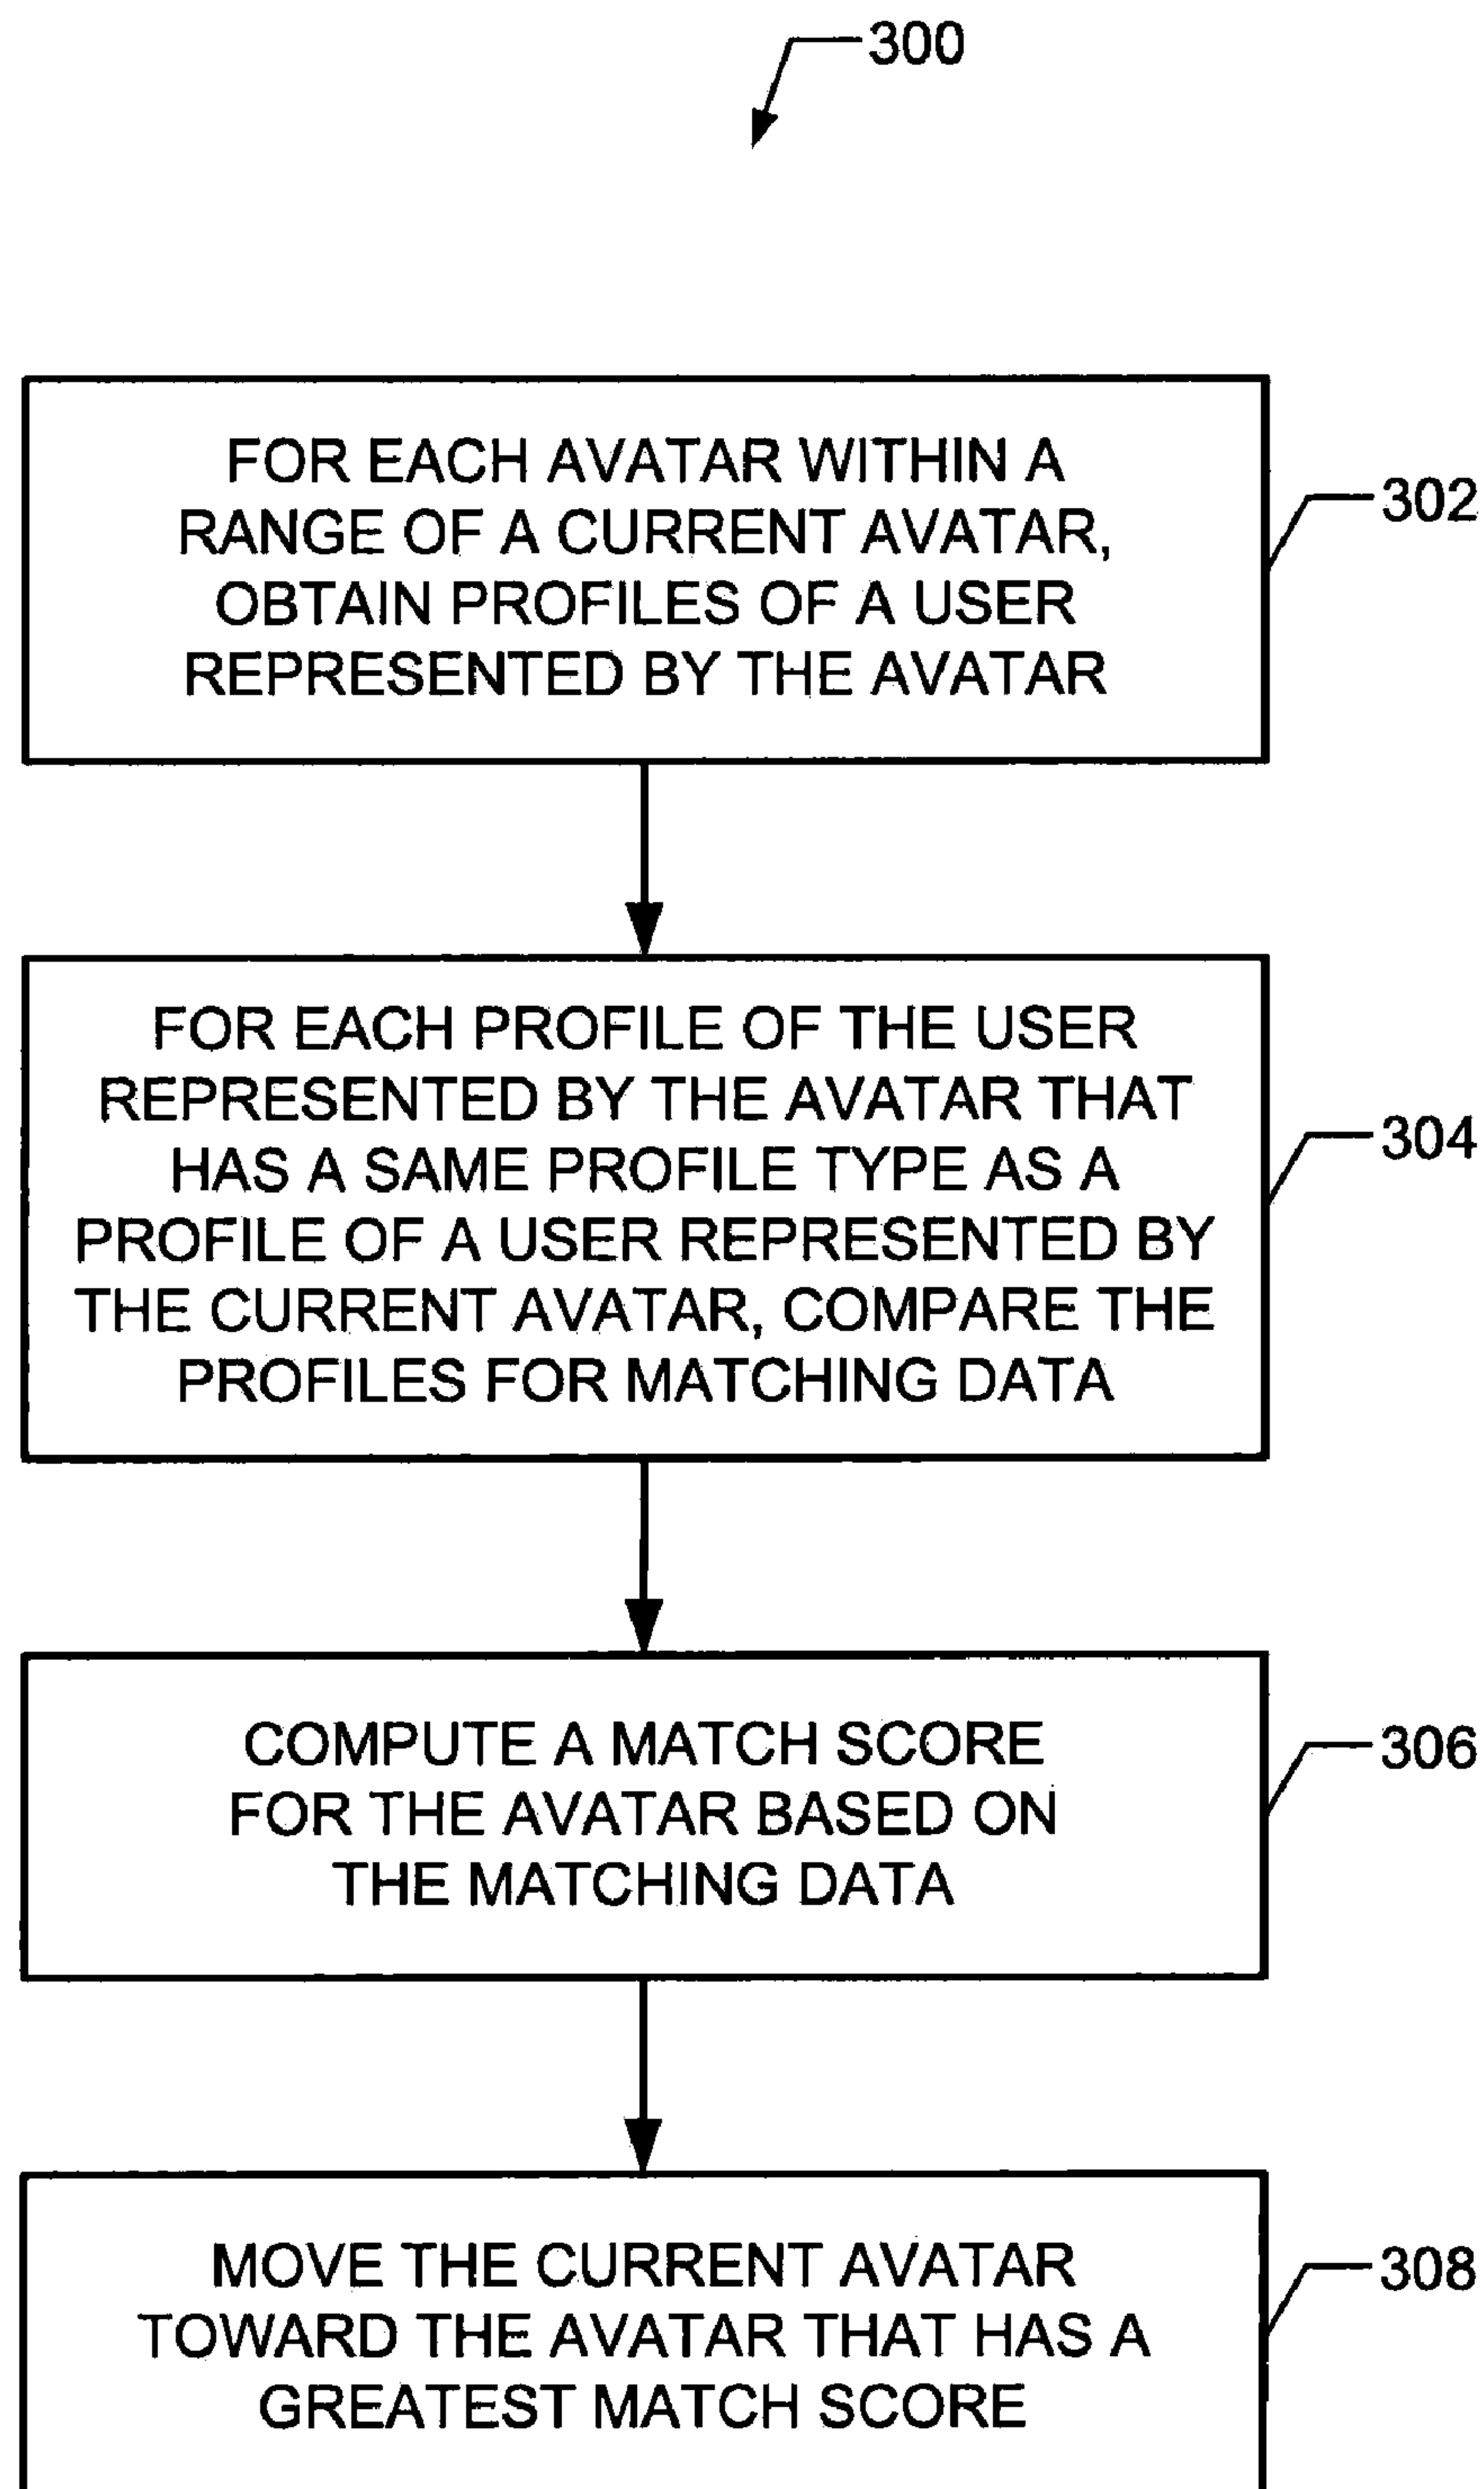 300
FOR EACH AVATAR WITHIN A
RANGE OF A CURRENT AVATAR,
OBTAIN PROFILES OF A USER
REPRESENTED BY THE AVATAR
302
FOR EACH PROFILE OF THE USER
REPRESENTED BY THE AVATAR THAT
HAS A SAME PROFILE TYPE AS A
PROFILE OF A USER REPRESENTED BY
THE CURRENT AVATAR, COMPARE THE
PROFILES FOR MATCHING DATA
304
COMPUTE A MATCH SCORE
FOR THE AVATAR BASED ON
THE MATCHING DATA
306
MOVE THE CURRENT AVATAR
TOWARD THE AVATAR THAT HAS A
GREATEST MATCH SCORE
308